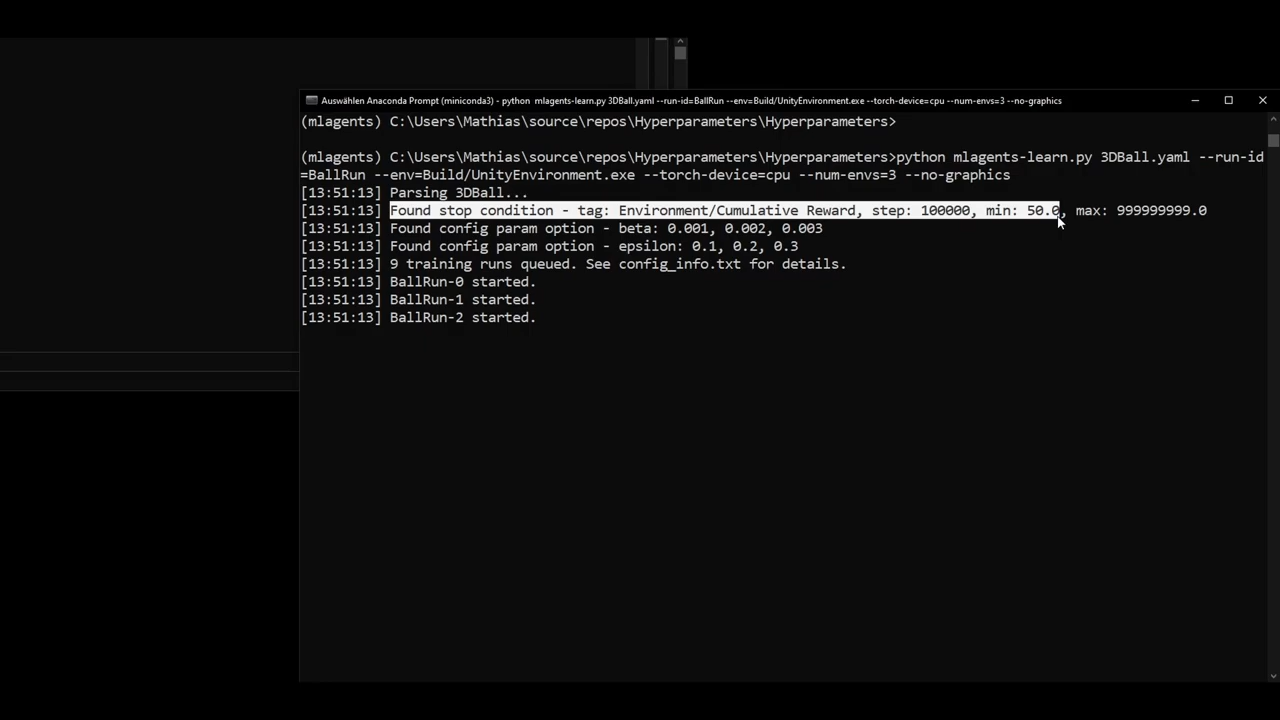 Auswählen Anaconda Prompt (miniconda3) - python  mlagents-learn.py 3DBall.yaml --run-id=BallRun --env=Build/UnityEnvironment.exe --torch-device=cpu --num-envs=3 --no-graphics
(mlagents) C:\Users\Mathias\source\repos\Hyperparameters\Hyperparameters>
(mlagents) C:\Users\Mathias\source\repos\Hyperparameters\Hyperparameters>python mlagents-learn.py 3DBall.yaml --run-id
=BallRun --env=Build/UnityEnvironment.exe --torch-device=cpu --num-envs=3 --no-graphics
[13:51:13] Parsing 3DBall...
[13:51:13] Found stop condition - tag: Environment/Cumulative Reward, step: 100000, min: 50.0, max: 999999999.0
[13:51:13] Found config param option - beta: 0.001, 0.002, 0.003
[13:51:13] Found config param option - epsilon: 0.1, 0.2, 0.3
[13:51:13] 9 training runs queued. See config_info.txt for details.
[13:51:13] BallRun-0 started.
[13:51:13] BallRun-1 started.
[13:51:13] BallRun-2 started.